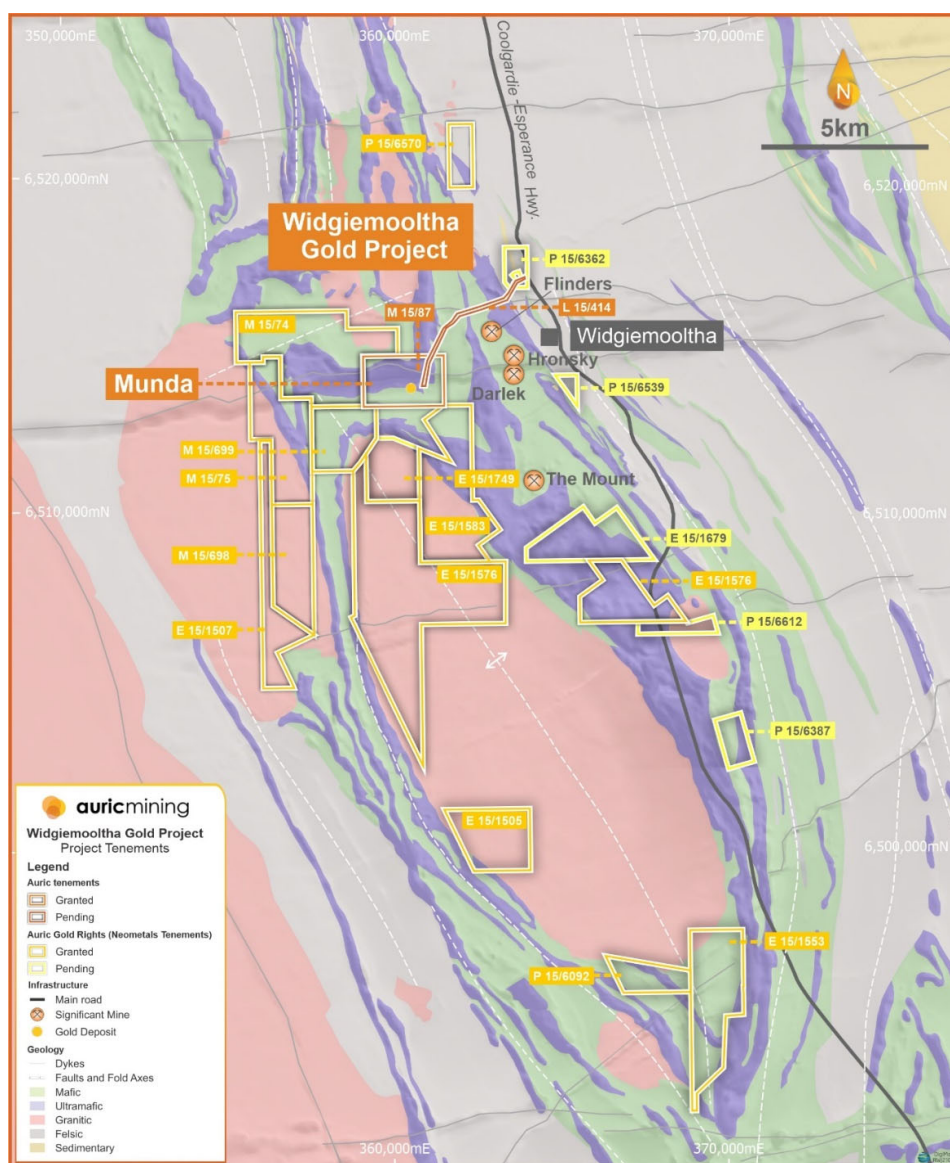 350,000mE
360,000mE
370,000mE
Coolgardie-Esperance Hwy.
N
5km
P 15/6570
6,520,000mN
6,520,000mN
Widgiemooltha
Gold Project
P 15/6362
Flinders
M 15/87
L 15/414
M 15/74
Widgiemooltha
Hronsky
Munda
Darlek
P 15/6539
M 15/699
M 15/75
E 15/1749
The Mount
6,510,000mN
6,510,000mN
E 15/1583
E 15/1679
M 15/698
E 15/1576
E 15/1576
E 15/1507
P 15/6612
P 15/6387
E 15/1505
6,500,000mN
E 15/1553
P 15/6092
auricmining
Widgiemooltha Gold Project
Project Tenements
Legend
Auric tenements
Granted
Pending
Auric Gold Rights (Neometals Tenements)
Granted
Pending
Infrastructure
Main road
Significant Mine
Gold Deposit
Geology
Dykes
Faults and Fold Axes
Mafic
Ultramafic
Granitic
Felsic
Sedimentary
360,000mE
370,000mE